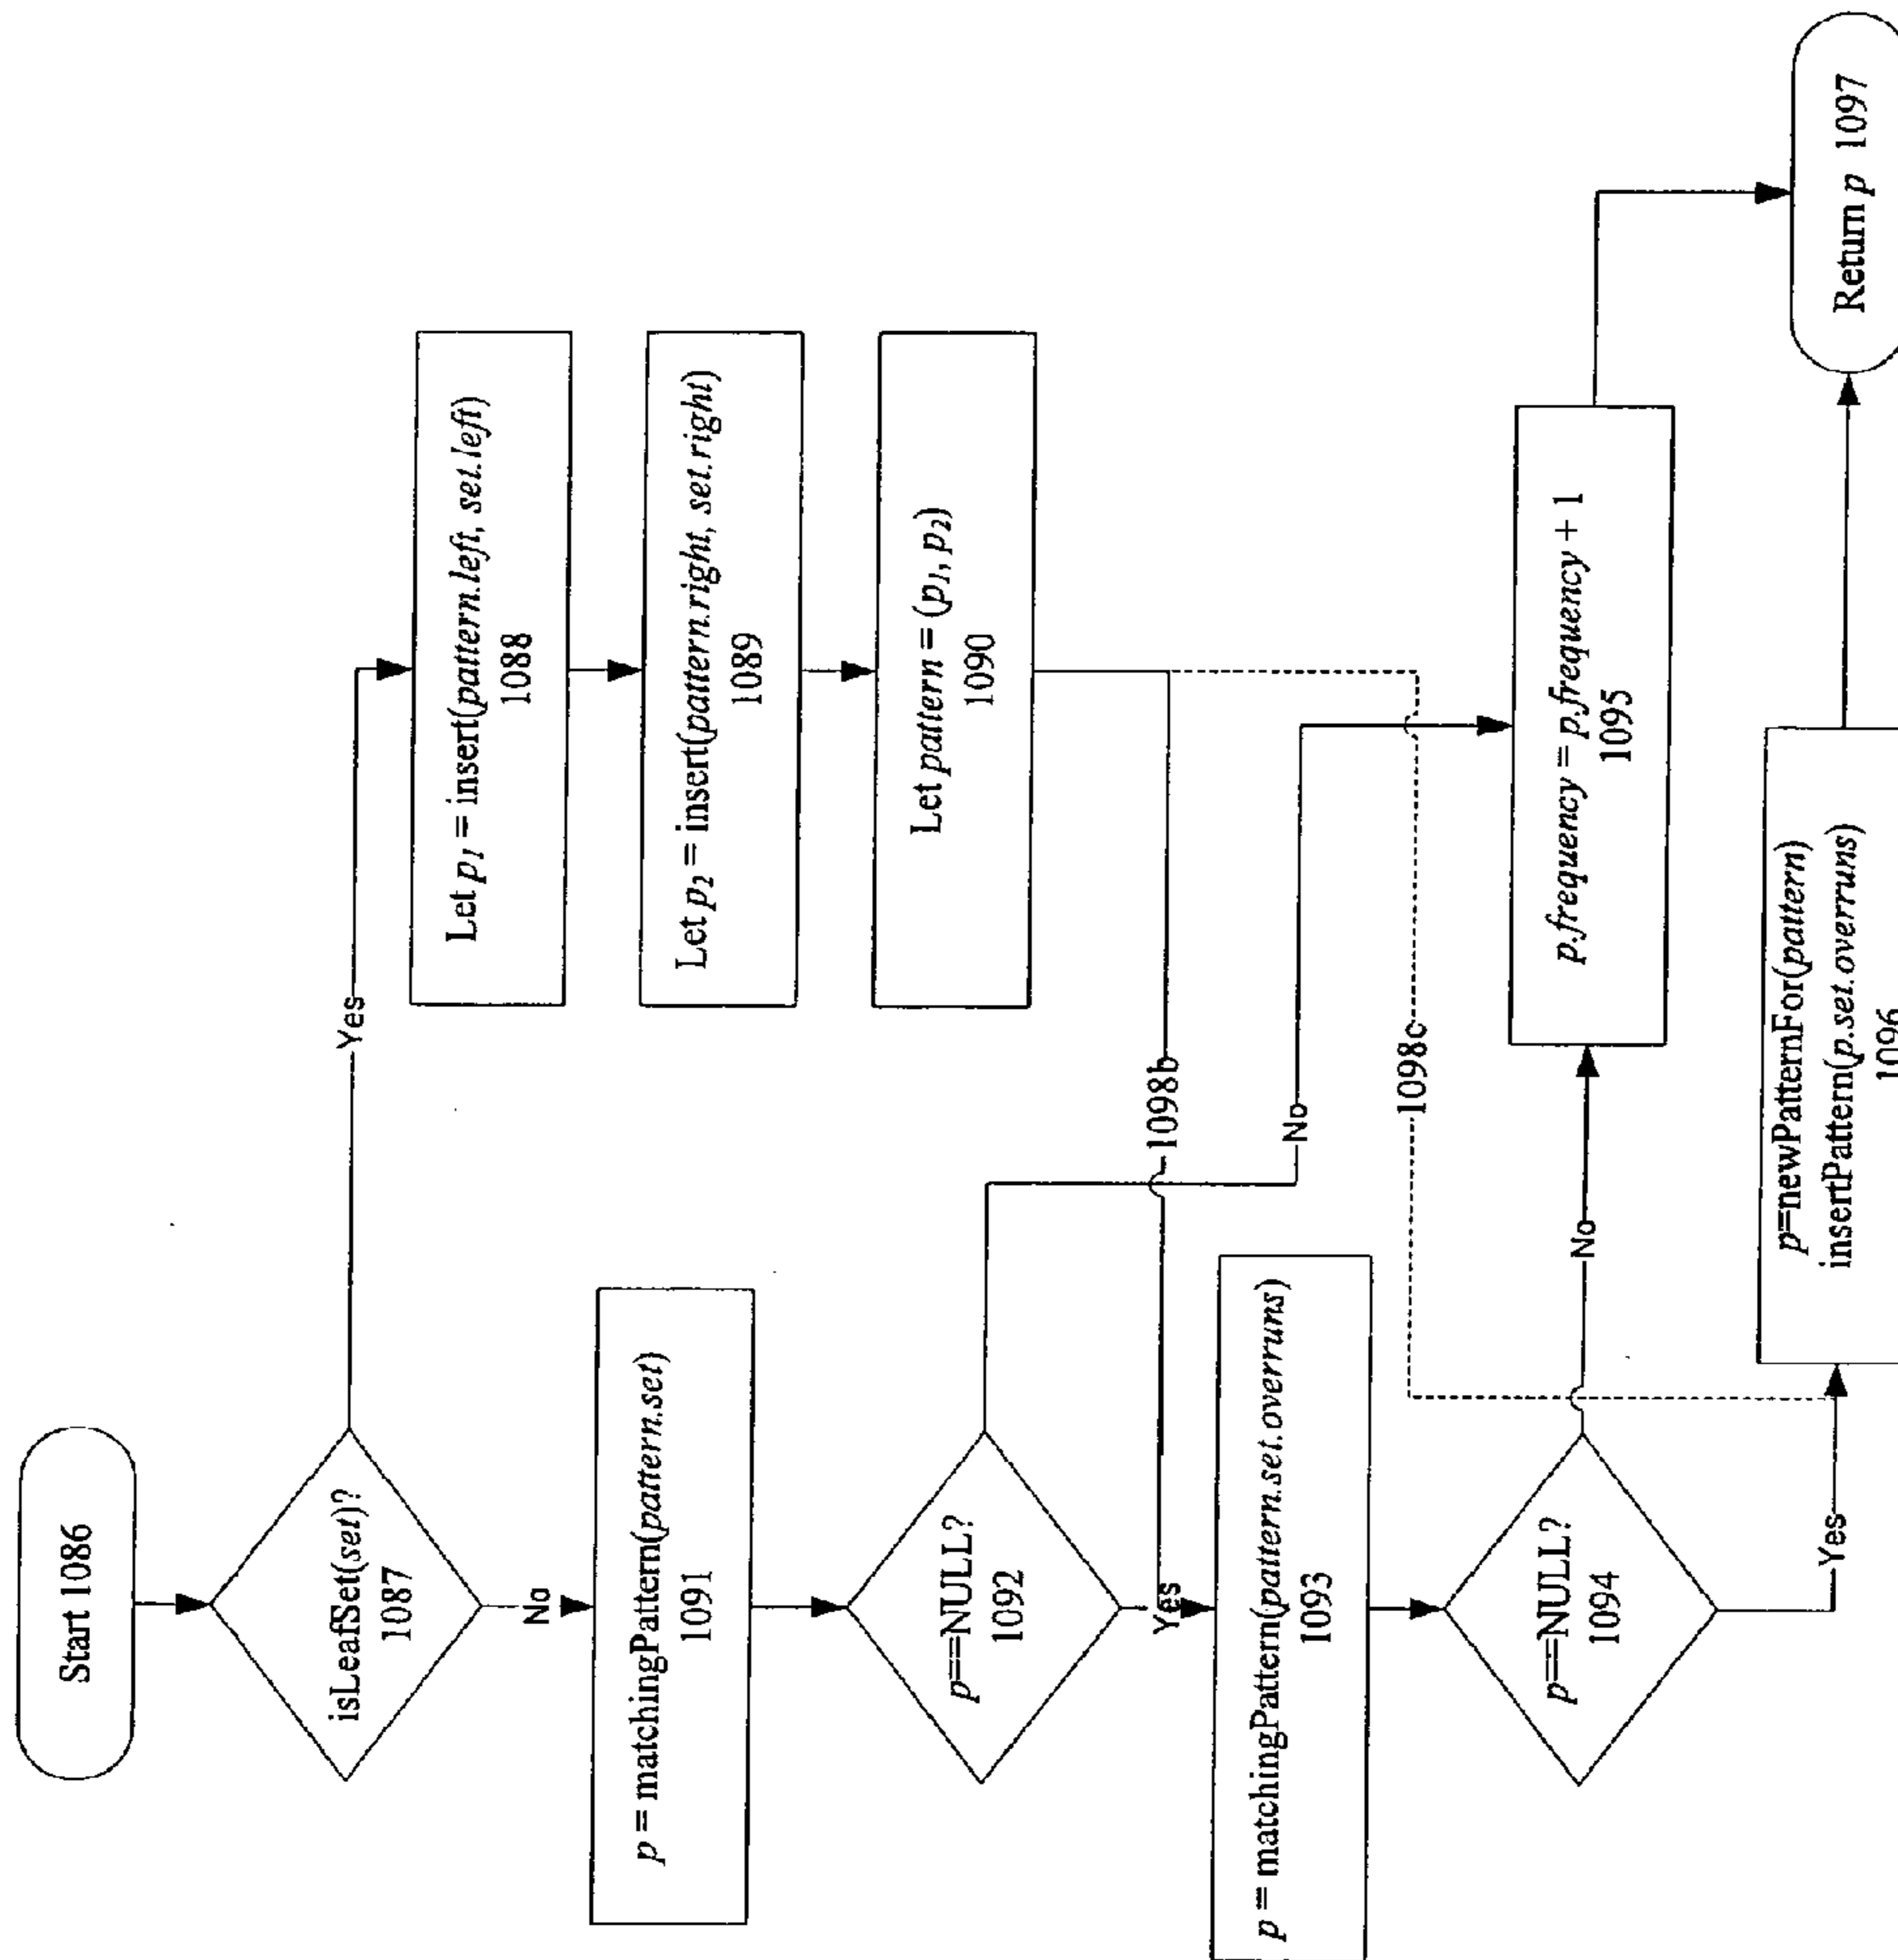 Start 1086
isLeafSet(set)?
1087
Yes
No
Let p₁ = insert(pattern.left, set.left)
1088
Let p₂ = insert(pattern.right, set.right)
1089
Let pattern = (p₁, p₂)
1090
p = matchingPattern(pattern.set)
1091
p==NULL?
1092
No
Yes
1098b
p = matchingPattern(pattern.set.overruns)
1093
1098c
p==NULL?
1094
No
Yes
p.frequency = p.frequency + 1
1095
p=newPatternFor(pattern)
insertPattern(p.set.overruns)
1096
Return p 1097